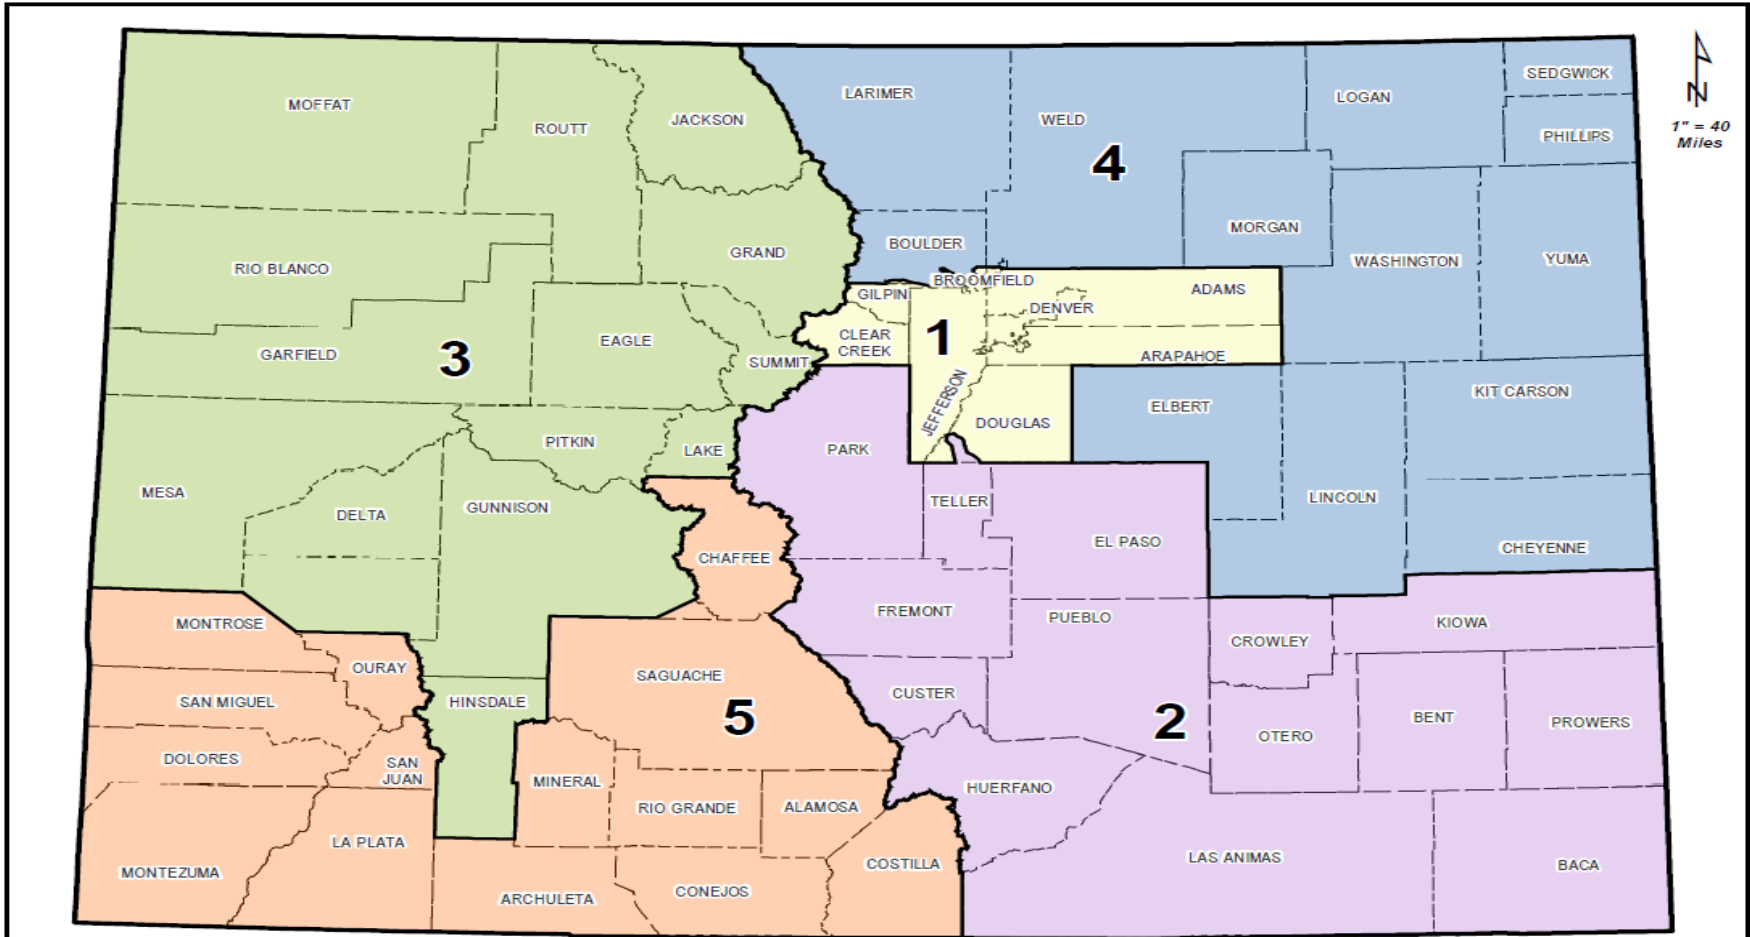 MOFFAT
ROUTT
JACKSON
LARIMER
WELD
LOGAN
SEDGWICK
PHILLIPS
N
1" = 40
Miles
4
RIO BLANCO
GRAND
BOULDER
MORGAN
WASHINGTON
YUMA
GARFIELD
3
EAGLE
SUMMIT
GILPIN
BROOMFIELD
CLEAR
CREEK
1
DENVER
ADAMS
ARAPAHOE
JEFFERSON
DOUGLAS
ELBERT
KIT CARSON
MESA
DELTA
PITKIN
GUNNISON
LAKE
PARK
TELLER
EL PASO
LINCOLN
CHEYENNE
CHAFFEE
FREMONT
PUEBLO
CROWLEY
KIOWA
MONTROSE
OURAY
SAN MIGUEL
HINSDALE
SAGUACHE
5
CUSTER
2
OTERO
BENT
PROWERS
DOLORES
SAN
JUAN
MINERAL
RIO GRANDE
ALAMOSA
HUERFANO
MONTEZUMA
LA PLATA
ARCHULETA
CONEJOS
COSTILLA
LAS ANIMAS
BACA